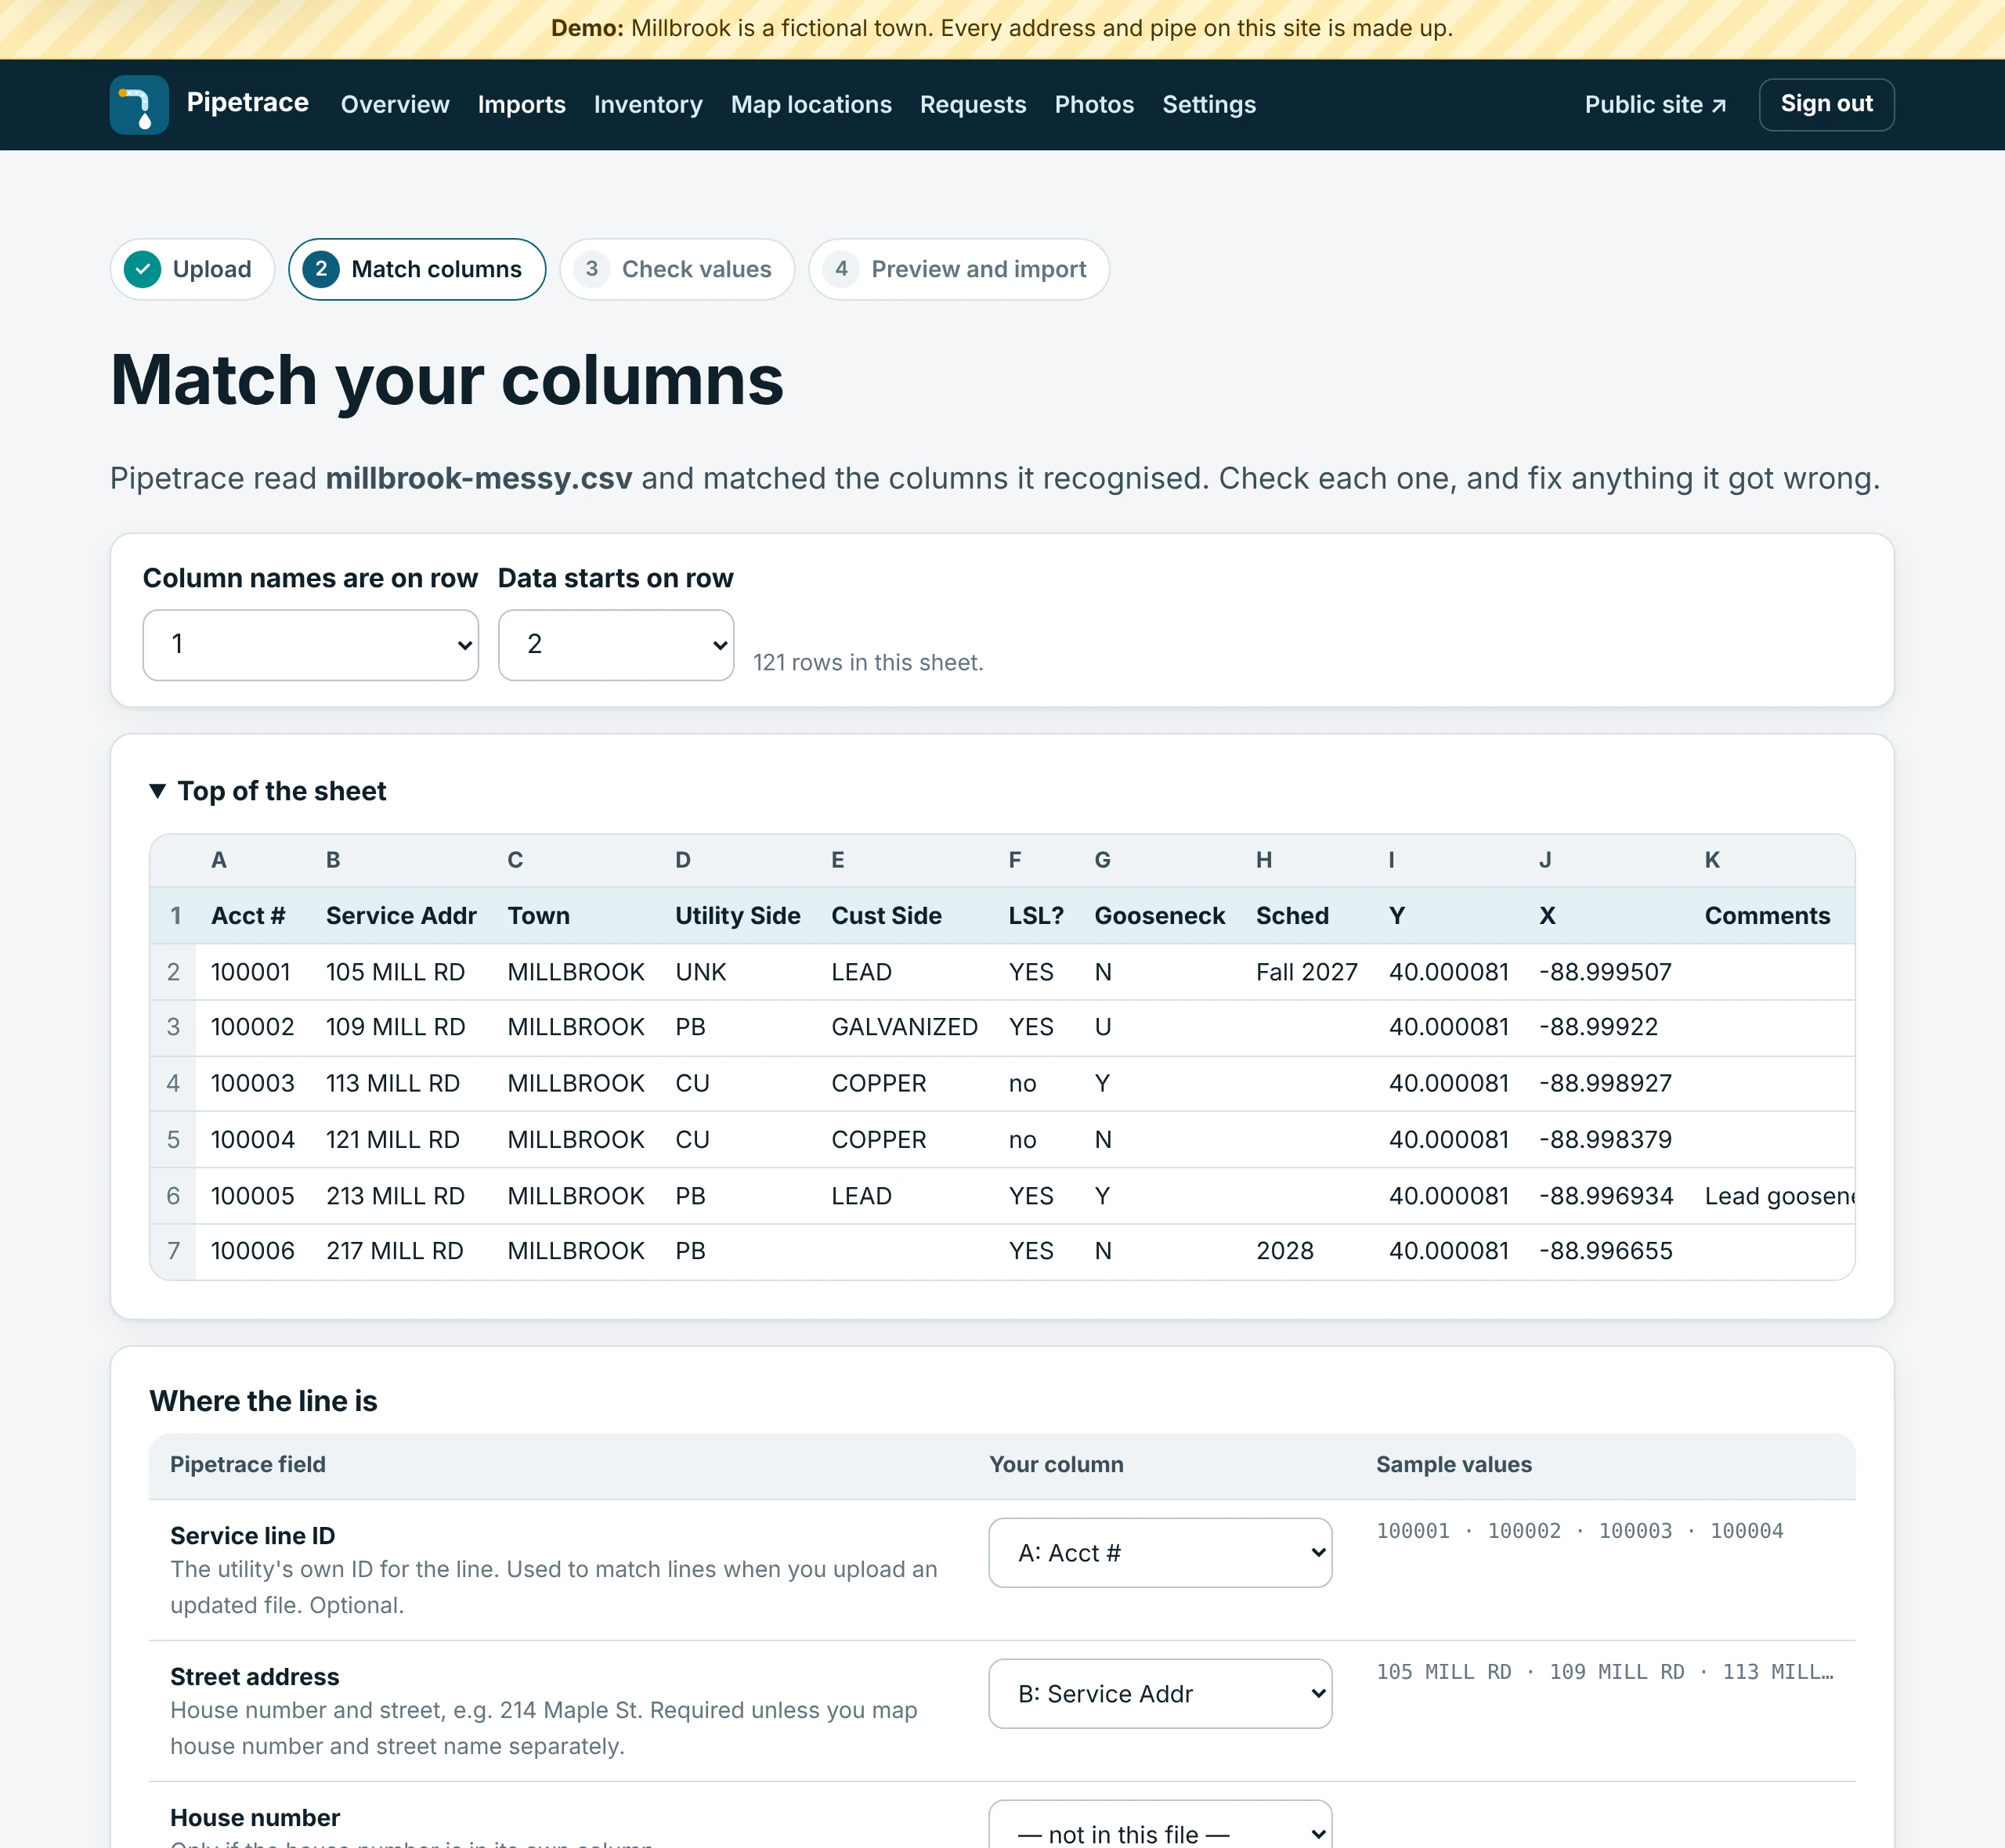 Demo: Millbrook is a fictional town. Every address and pipe on this site is made up.
Pipetrace Overview Imports Inventory Map locations Requests Photos Settings Public site ↗ Sign out
✓ Upload 2 Match columns 3 Check values 4 Preview and import
Match your columns
Pipetrace read millbrook-messy.csv and matched the columns it recognised. Check each one, and fix anything it got wrong.
Column names are on row Data starts on row
1 2 121 rows in this sheet.
▼ Top of the sheet
A B C D E F G H I J K
1 Acct # Service Addr Town Utility Side Cust Side LSL? Gooseneck Sched Y X Comments
2 100001 105 MILL RD MILLBROOK UNK LEAD YES N Fall 2027 40.000081 -88.999507
3 100002 109 MILL RD MILLBROOK PB GALVANIZED YES U 40.000081 -88.99922
4 100003 113 MILL RD MILLBROOK CU COPPER no Y 40.000081 -88.998927
5 100004 121 MILL RD MILLBROOK CU COPPER no N 40.000081 -88.998379
6 100005 213 MILL RD MILLBROOK PB LEAD YES Y 40.000081 -88.996934 Lead
7 100006 217 MILL RD MILLBROOK PB YES N 2028 40.000081 -88.996655
Where the line is
Pipetrace field Your column Sample values
Service line ID A: Acct # 100001 · 100002 · 100003 · 100004
The utility's own ID for the line. Used to match lines when you upload an
updated file. Optional.
Street address B: Service Addr 105 MILL RD · 109 MILL RD · 113 MILL…
House number and street, e.g. 214 Maple St. Required unless you map
house number and street name separately.
House number — not in this file —